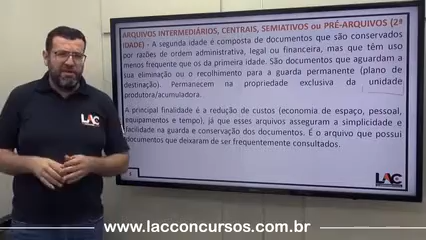 ARQUIVOS INTERMEDIÁRIOS, CENTRAIS, SEMIATIVOS ou PRÉ-ARQUIVOS (2ª
IDADE) - A segunda idade é composta de documentos que são conservados
por razões de ordem administrativa, legal ou financeira, mas que têm uso
menos frequente que os da primeira idade. São documentos que aguardam a
sua eliminação ou o recolhimento para a guarda permanente (plano de
destinação). Permanecem na propriedade exclusiva da unidade
produtora/acumuladora.
A principal finalidade é a redução de custos (economia de espaço, pessoal,
equipamentos e tempo), já que esses arquivos asseguram a simplicidade e
facilidade na guarda e conservação dos documentos. É o arquivo que possui
documentos que deixaram de ser frequentemente consultados.
LAC
CONCURSOS
LAC
www.lacconcursos.com.br